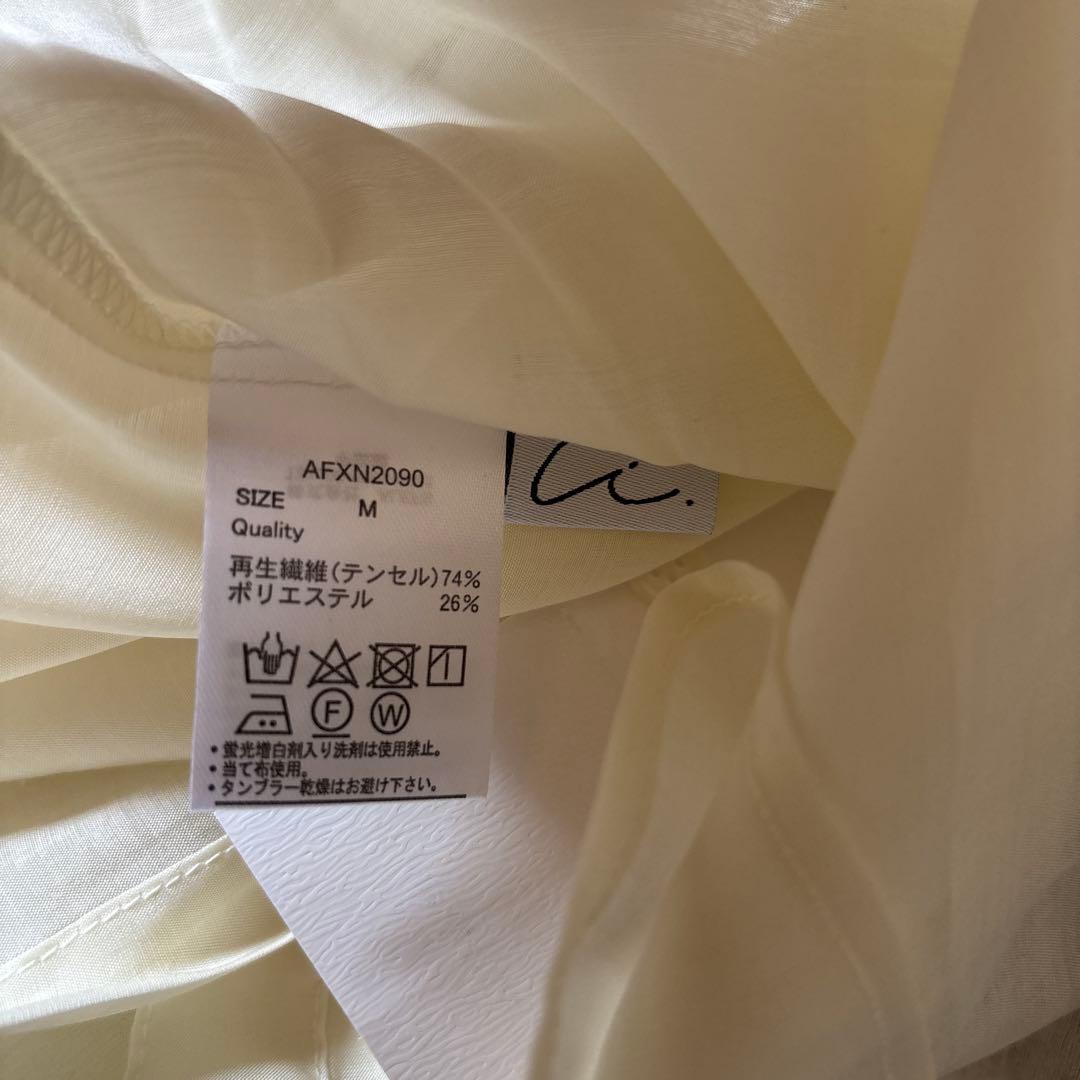 AFXN2090
SIZE M
Quality
再生繊維(テンセル)74%
ポリエステル 26%
F W
・蛍光増白剤入り洗剤は使用禁止。
・当て布使用。
・タンブラー乾燥はお避け下さい。